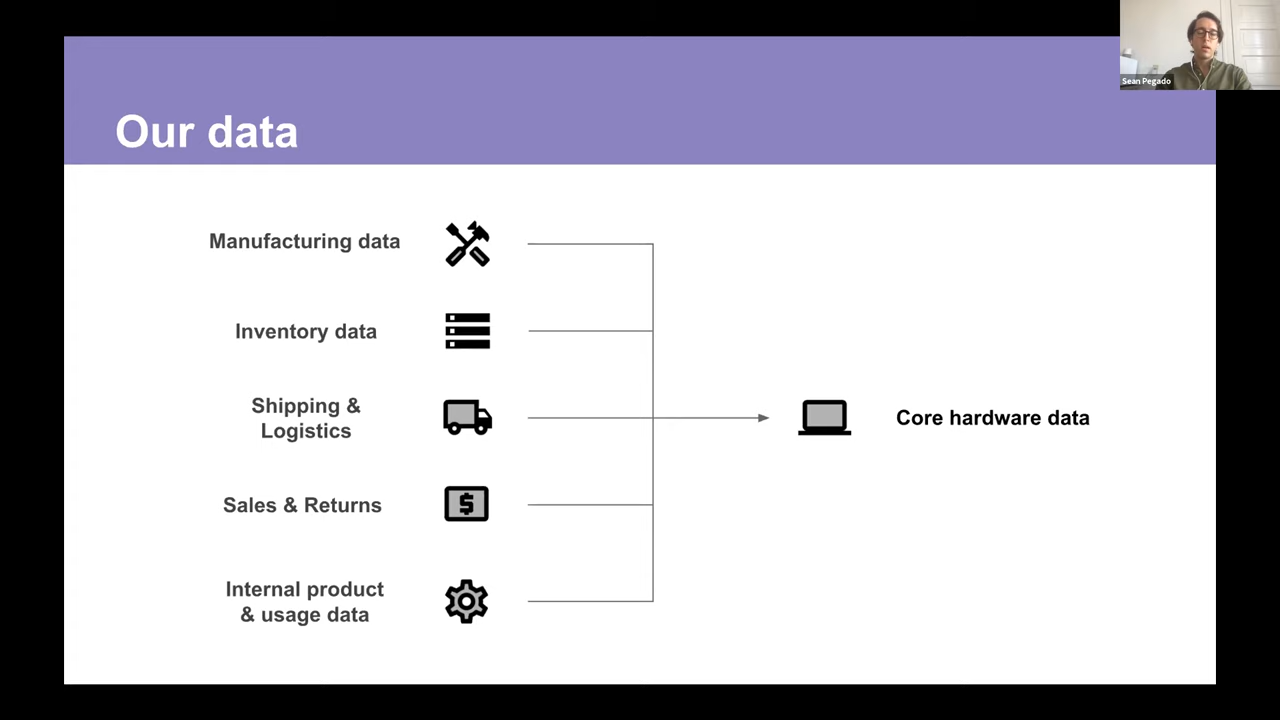 Sean Pegado
Our data
Manufacturing data
Inventory data
Shipping &
Logistics
Sales & Returns
Internal product
& usage data
Core hardware data
$